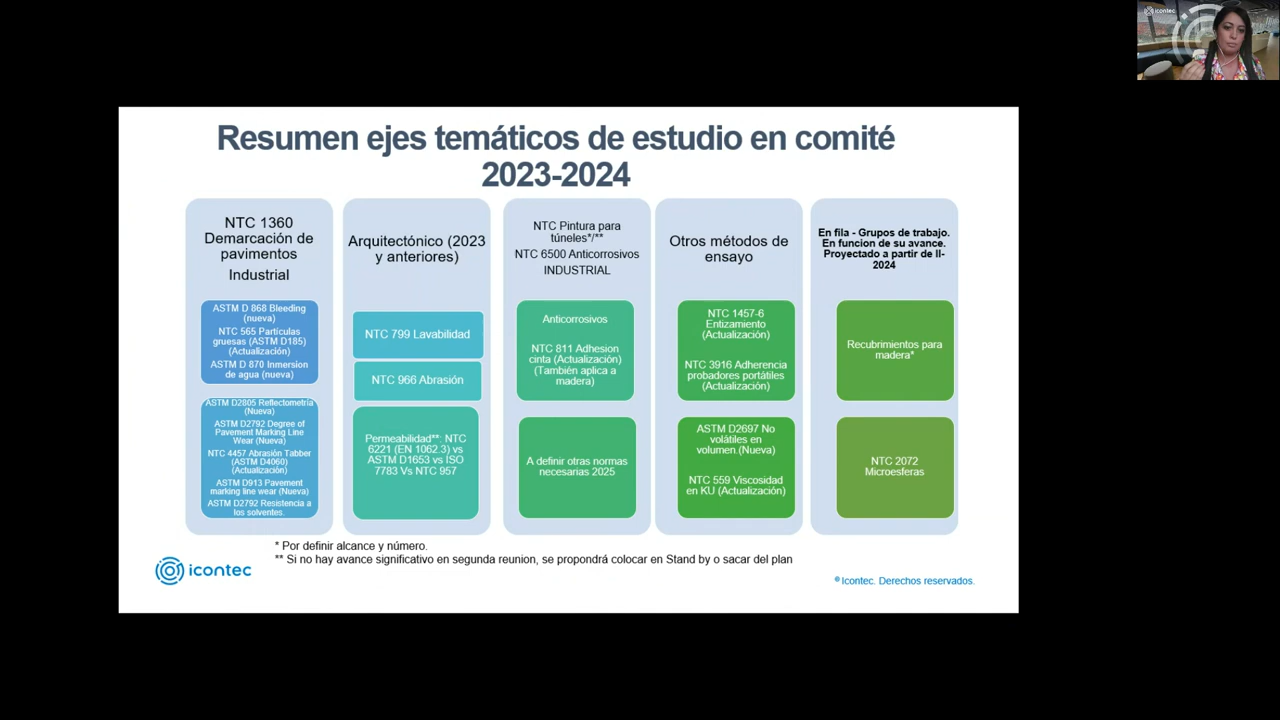 icontec
Resumen ejes temáticos de estudio en comité
2023-2024
NTC 1360
Demarcación de
pavimentos
Industrial
ASTM D 868 Bleeding
(nueva)
NTC 565 Partículas
gruesas (ASTM D185)
(Actualización)
ASTM D 870 Inmersion
de agua (nueva)
ASTM D2805 Reflectometria
(Nueva)
ASTM D2792 Degree of
Pavement Marking Line
Wear (Nueva)
NTC 4457 Abrasión Tabber
(ASTM D4060)
(Actualización)
ASTM D913 Pavement
marking line wear (Nueva)
ASTM D2792 Resistencia a
los solventes.
Arquitectónico (2023
y anteriores)
NTC 799 Lavabilidad
NTC 966 Abrasión
Permeabilidad**: NTC
6221 (EN 1062.3) vs
ASTM D1653 vs ISO
7783 Vs NTC 957
NTC Pintura para
túneles*/**
NTC 6500 Anticorrosivos
INDUSTRIAL
Anticorrosivos
NTC 811 Adhesion
cinta (Actualización)
(También aplica a
madera)
A definir otras normas
necesarias 2025
Otros métodos de
ensayo
NTC 1457-6
Entizamiento
(Actualización)
NTC 3916 Adherencia
probadores portátiles
(Actualización)
ASTM D2697 No
volátiles en
volumen.(Nueva)
NTC 559 Viscosidad
en KU (Actualización)
En fila - Grupos de trabajo.
En funcion de su avance.
Proyectado a partir de II-
2024
Recubrimientos para
madera*
NTC 2072
Microesferas
* Por definir alcance y número.
** Si no hay avance significativo en segunda reunion, se propondrá colocar en Stand by o sacar del plan
icontec
® Icontec. Derechos reservados.